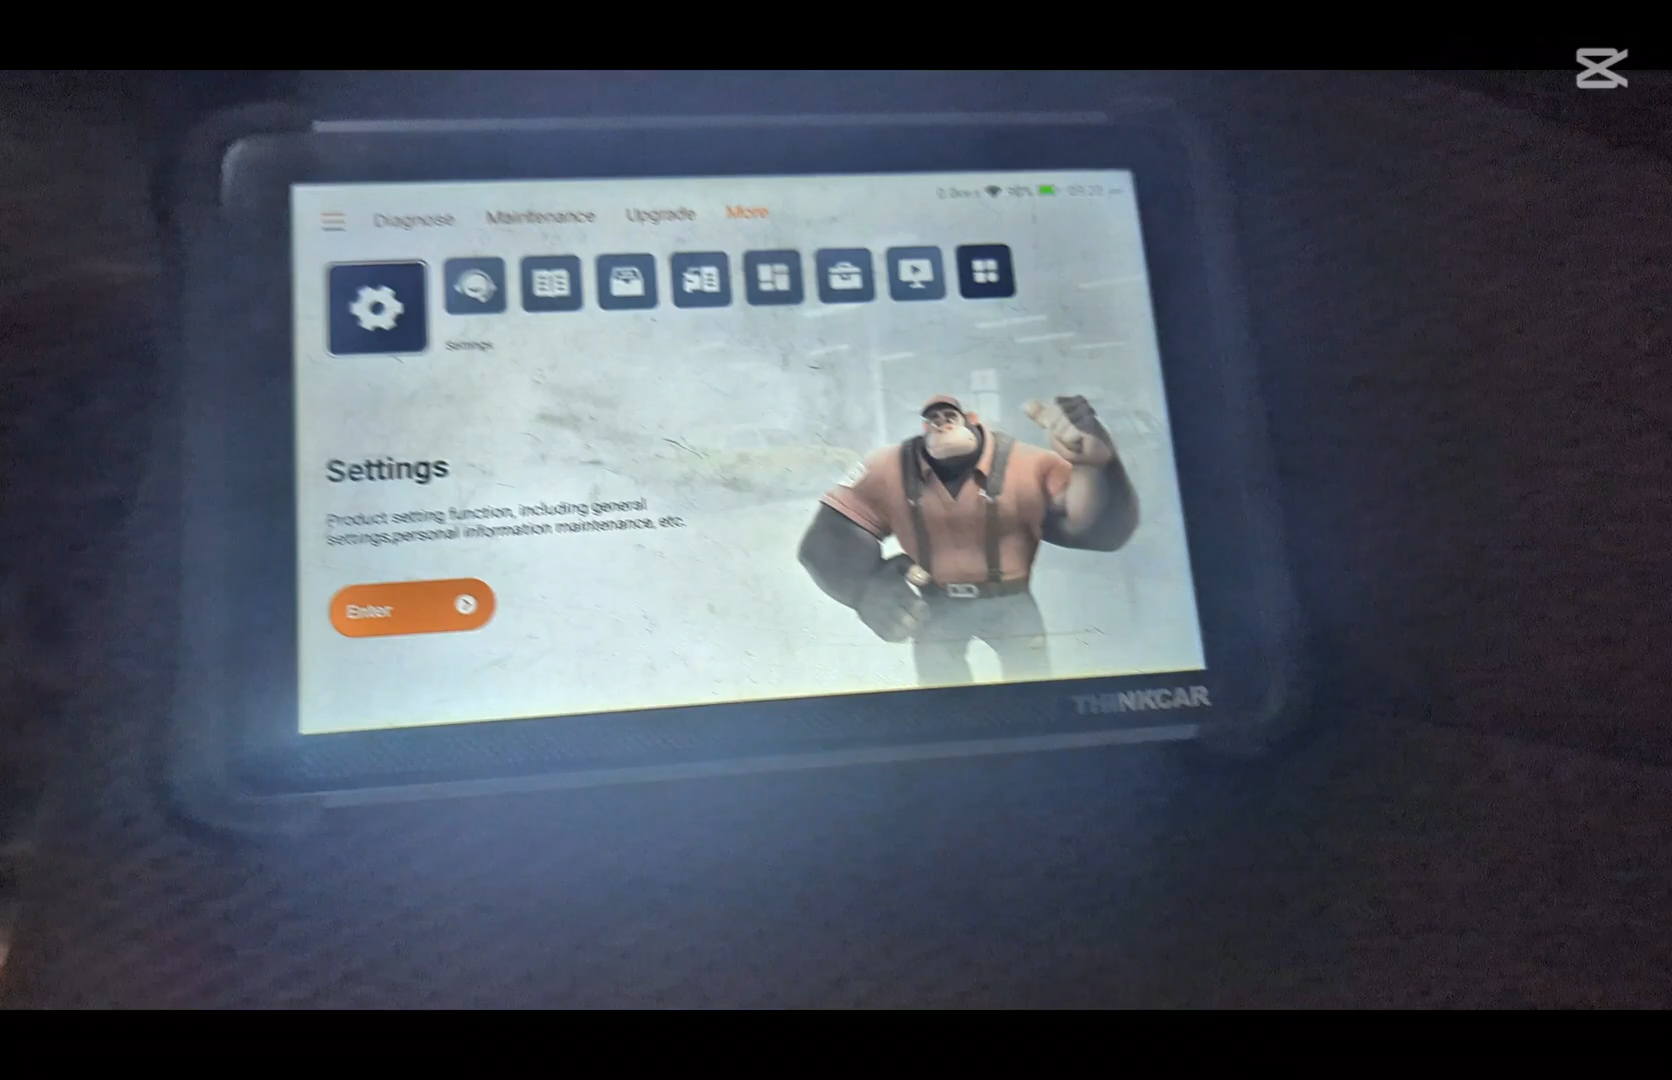 Diagnose Maintenance Upgrade More
Settings
Settings
Product setting function, including general
settings,personal information maintenance, etc.
Enter
THINKCAR